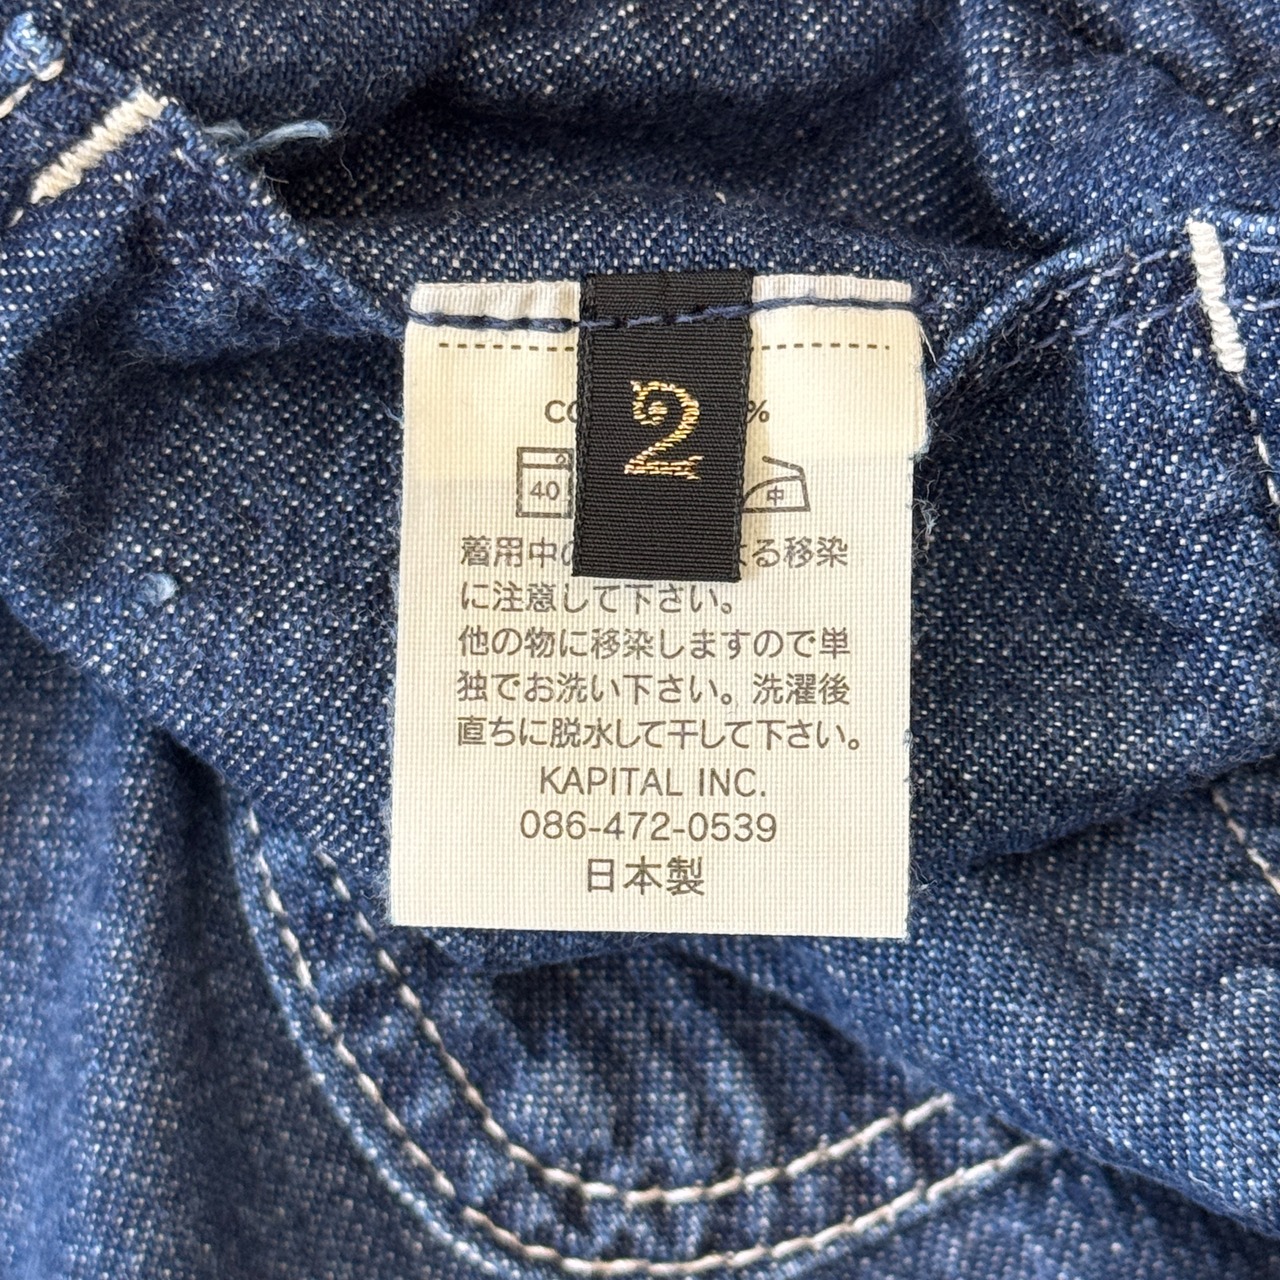 2
40
中
着用中の
る移染
に注意して下さい。
他の物に移染しますので単
独でお洗い下さい。洗濯後
直ちに脱水して干して下さい。
KAPITAL INC.
086-472-0539
日本製